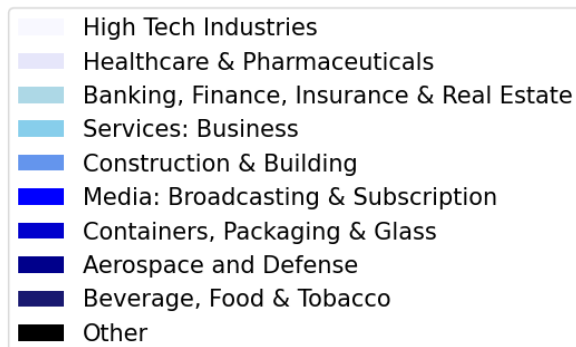 High Tech Industries
Healthcare & Pharmaceuticals
Banking, Finance, Insurance & Real Estate
Services: Business
Construction & Building
Media: Broadcasting & Subscription
Containers, Packaging & Glass
Aerospace and Defense
Beverage, Food & Tobacco
Other